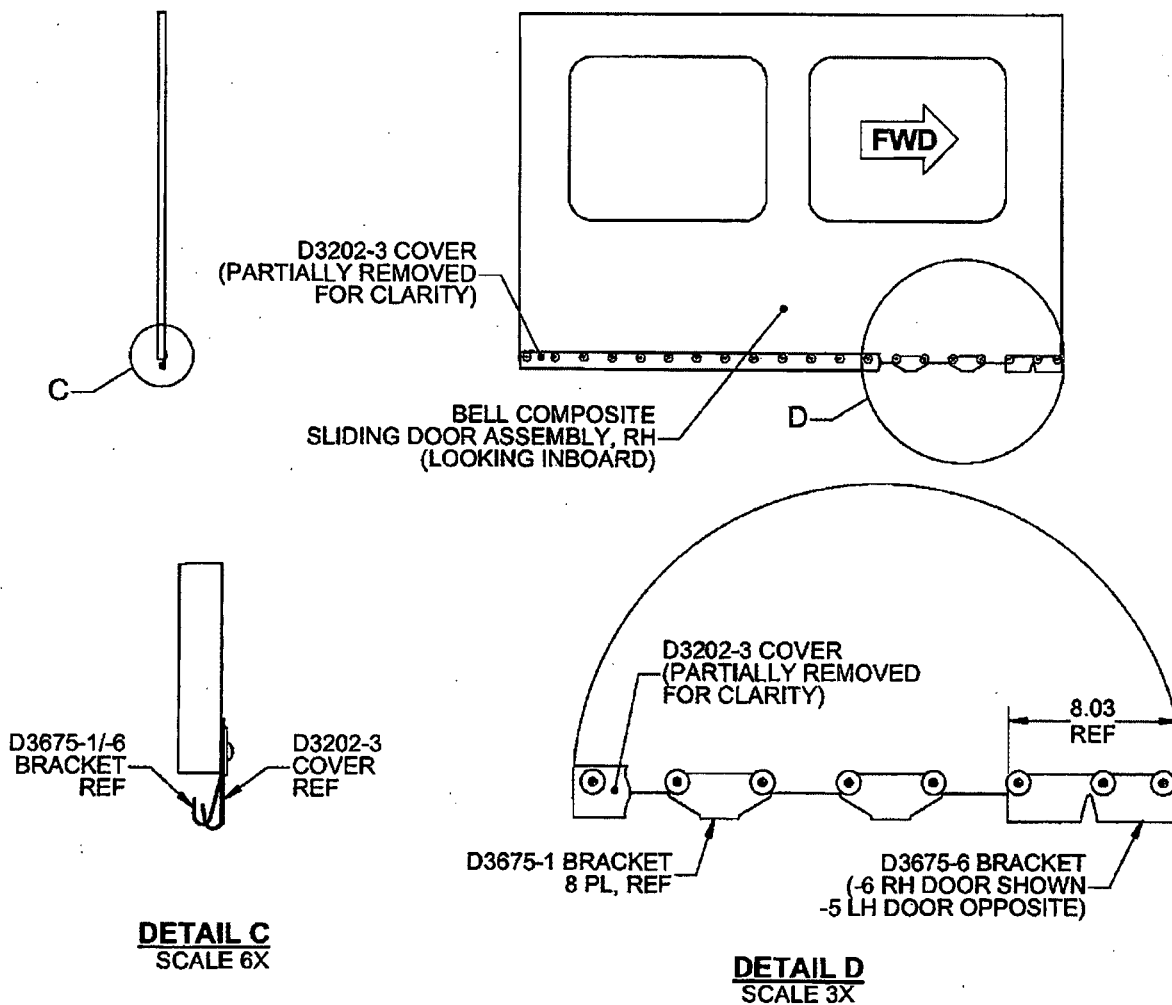 FWD
D3202-3 COVER
(PARTIALLY REMOVED
FOR CLARITY)
C
BELL COMPOSITE
SLIDING DOOR ASSEMBLY, RH
(LOOKING INBOARD)
D
D3675-1/-6
BRACKET
REF
D3202-3
COVER
REF
DETAIL C
SCALE 6X
D3202-3 COVER
(PARTIALLY REMOVED
FOR CLARITY)
8.03
REF
D3675-1 BRACKET
8 PL, REF
D3675-6 BRACKET
(-6 RH DOOR SHOWN
-5 LH DOOR OPPOSITE)
DETAIL D
SCALE 3X